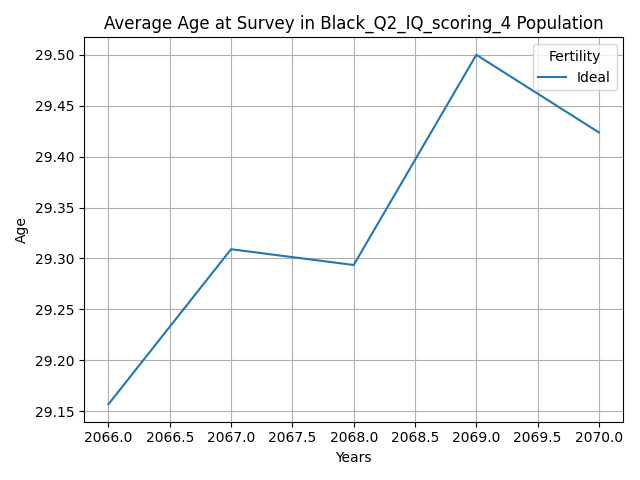 Average Age at Survey in Black_Q2_IQ_scoring_4 Population
Fertility
Ideal
29.50
29.45
29.40
29.35
29.30
29.25
29.20
29.15
Age
2066.0 2066.5 2067.0 2067.5 2068.0 2068.5 2069.0 2069.5 2070.0
Years